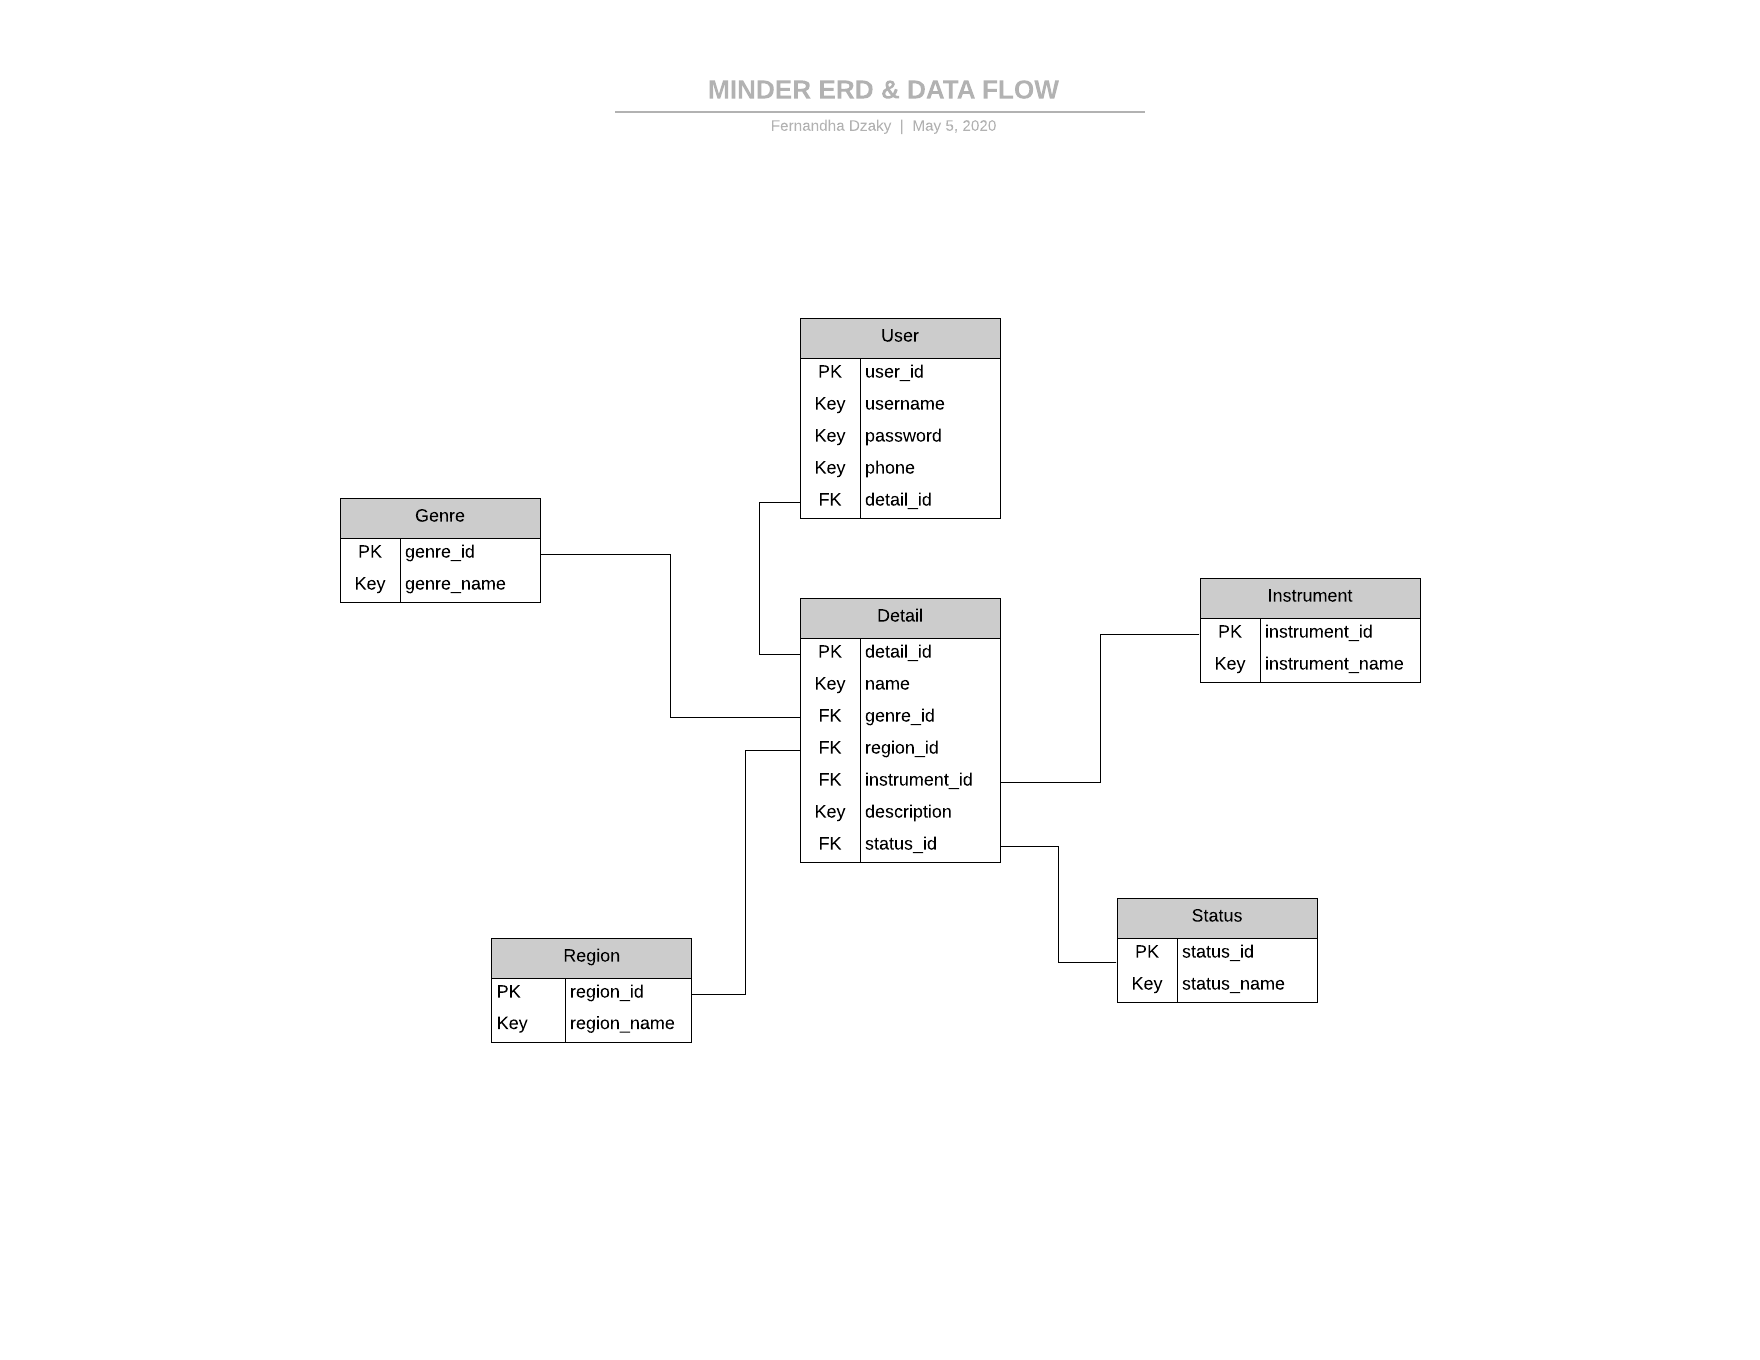 MINDER ERD & DATA FLOW
Fernandha Dzaky | May 5, 2020
User
PK user_id
Key username
Key password
Key phone
FK detail_id
Genre
PK genre_id
Key genre_name
Detail
PK detail_id
Key name
FK genre_id
FK region_id
FK instrument_id
Key description
FK status_id
Instrument
PK instrument_id
Key instrument_name
Region
PK region_id
Key region_name
Status
PK status_id
Key status_name